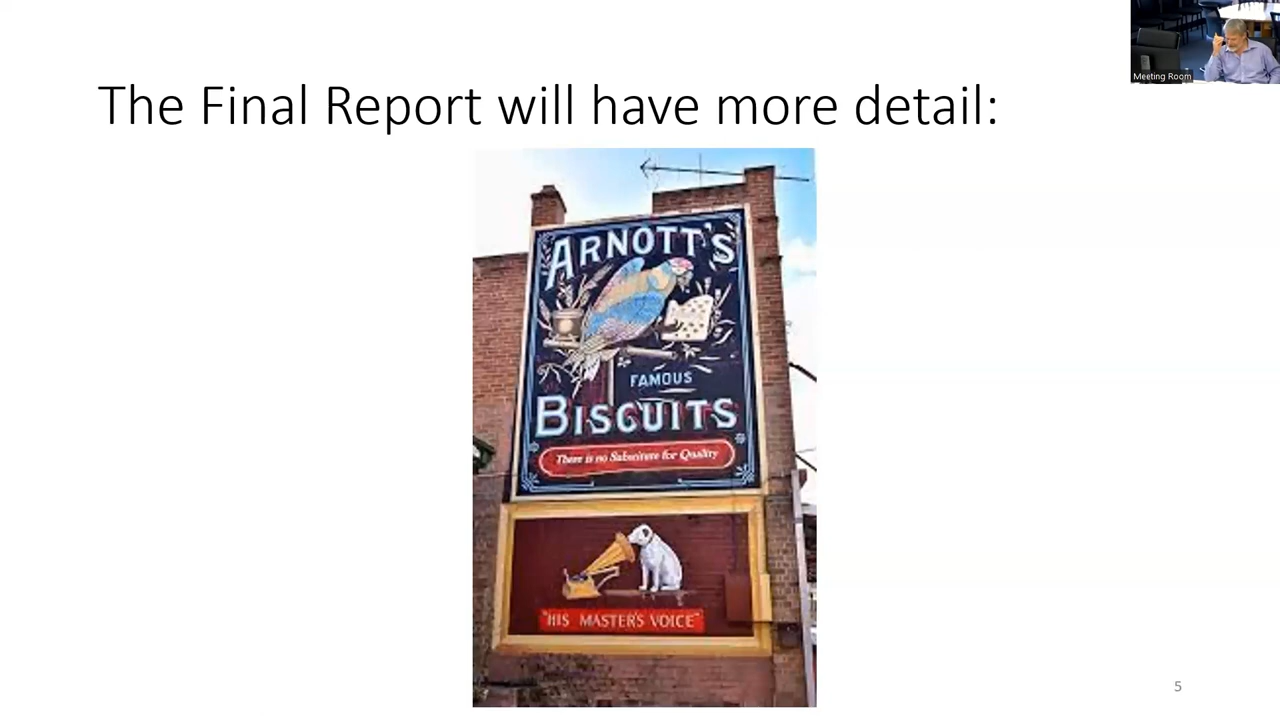 Meeting Room
The Final Report will have more detail:
ARNOTT'S
FAMOUS
BISCUITS
There is no Substitute for Quality
"HIS MASTER'S VOICE"
5